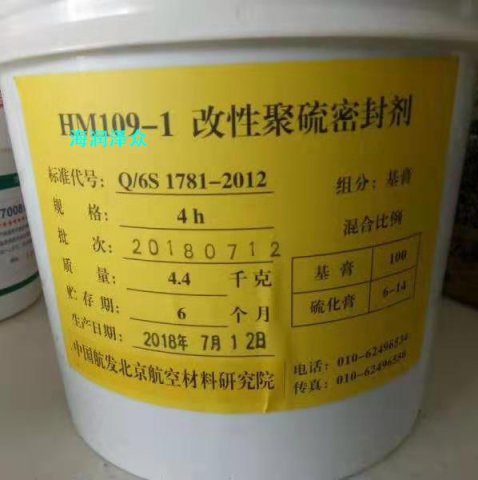 HM109-1 改性聚硫密封剂
海润泽众
标准代号: Q/6S 1781-2012
组分: 基膏
规 格: 4 h
混合比例
批 次: 20180712
质 量: 4.4 千克
基 膏 100
贮存期: 6 个月
硫化膏 6-14
生产日期: 2018年 7月 12日
中国航发北京航空材料研究院
电话: 010-62496534
传真: 010-62496550
7008